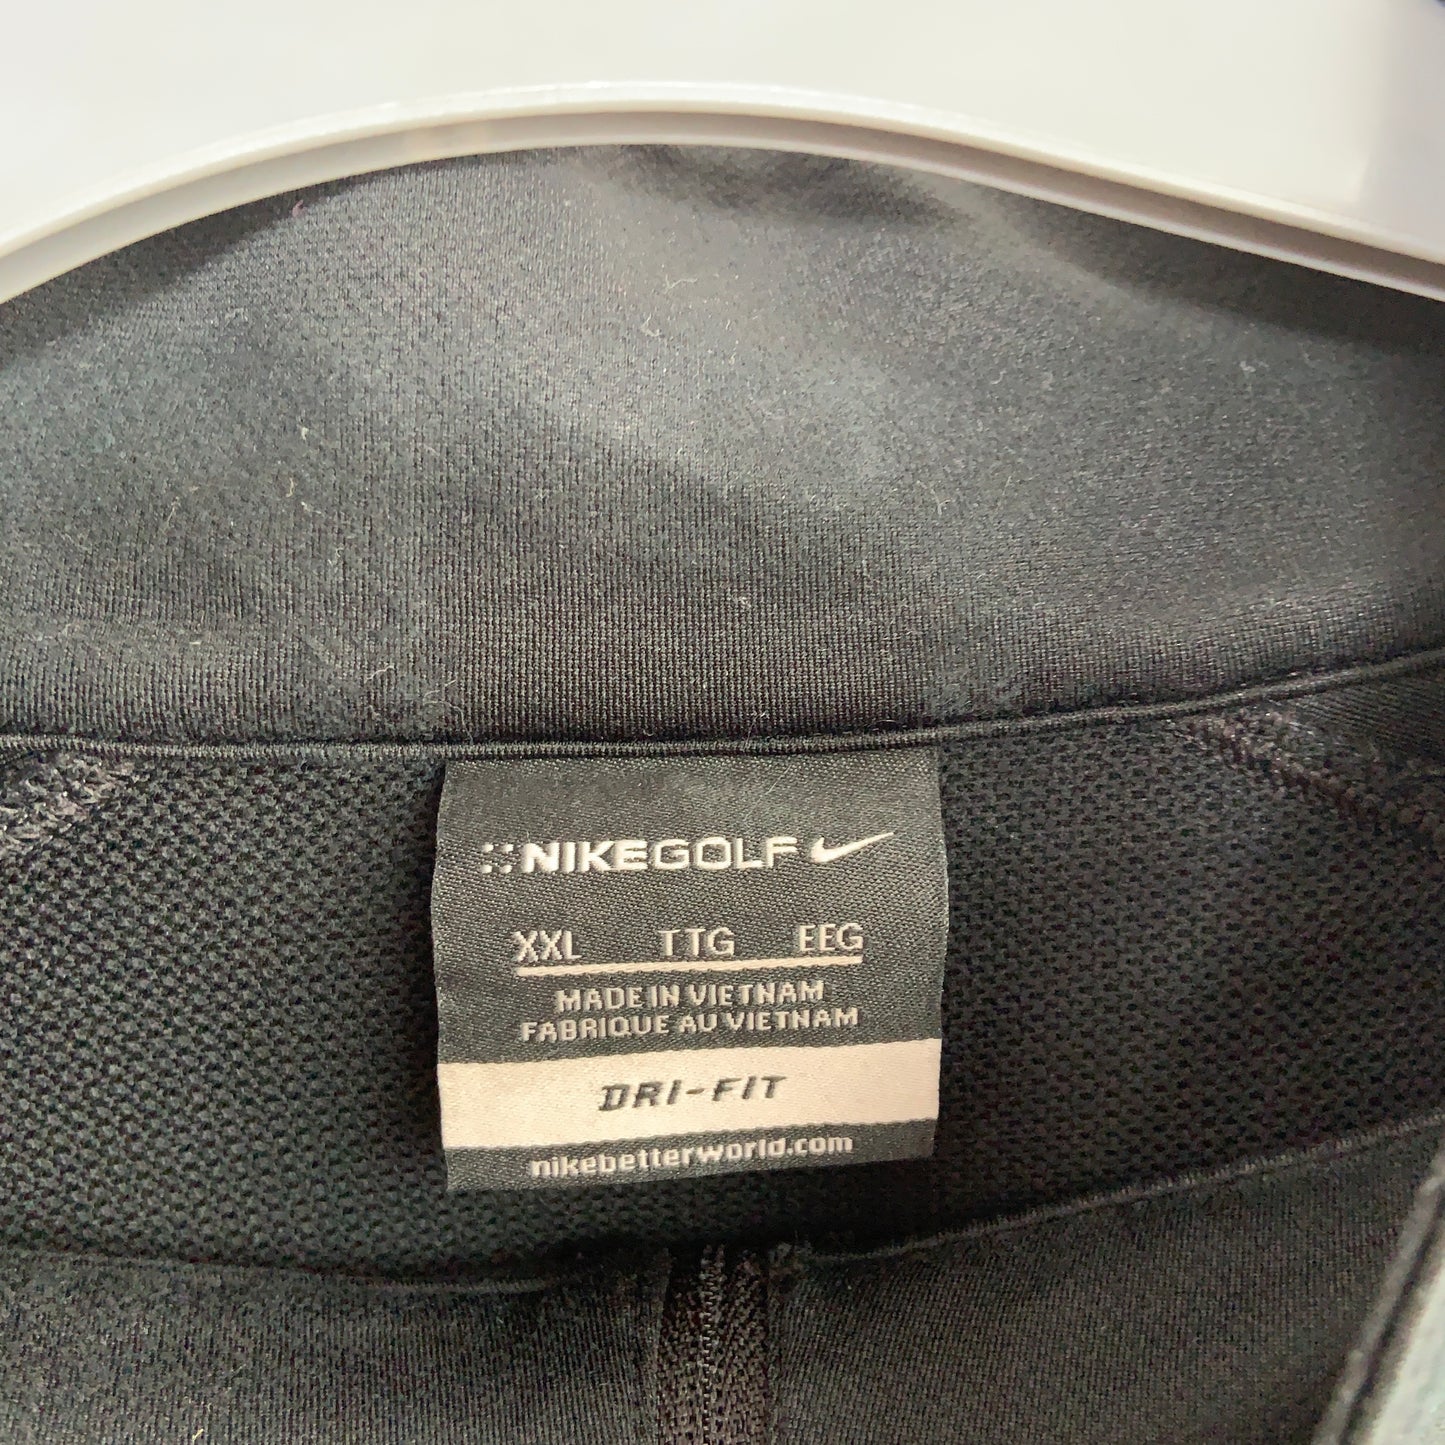 NIKEGOLF
XXL TTG EEG
MADE IN VIETNAM
FABRIQUE AU VIETNAM
DRI-FIT
nikebetterworld.com